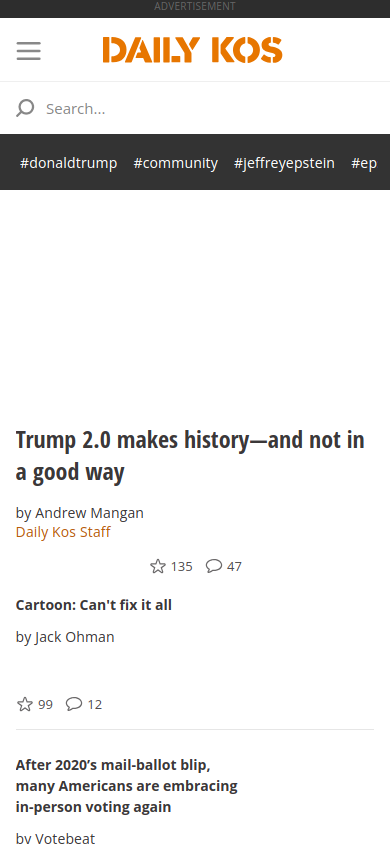 ADVERTISEMENT
DAILY KOS
Search...
#donaldtrump #community #jeffreyepstein #ep
Trump 2.0 makes history—and not in
a good way
by Andrew Mangan
Daily Kos Staff
135 47
Cartoon: Can't fix it all
by Jack Ohman
99 12
After 2020’s mail-ballot blip,
many Americans are embracing
in-person voting again
by Votebeat